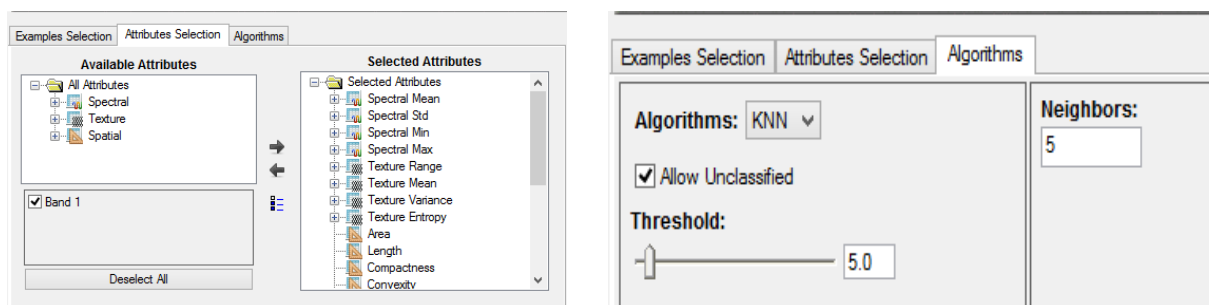 Examples Selection Attributes Selection Algorithms
Available Attributes
All Attributes
Spectral
Texture
Spatial
Band 1
Deselect All
Selected Attributes
Selected Attributes
Spectral Mean
Spectral Std
Spectral Min
Spectral Max
Texture Range
Texture Mean
Texture Variance
Texture Entropy
Area
Length
Compactness
Convexity
Examples Selection Attributes Selection Algorithms
Algorithms: KNN
Allow Unclassified
Threshold:
5.0
Neighbors:
5